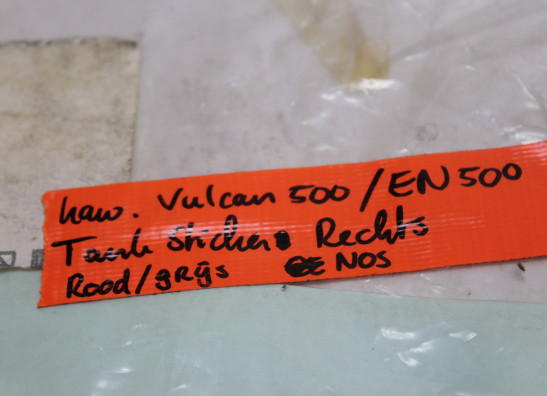 kaw. Vulcan 500 / EN 500
Tank Sticker Rechts
Rood/grijs NOS